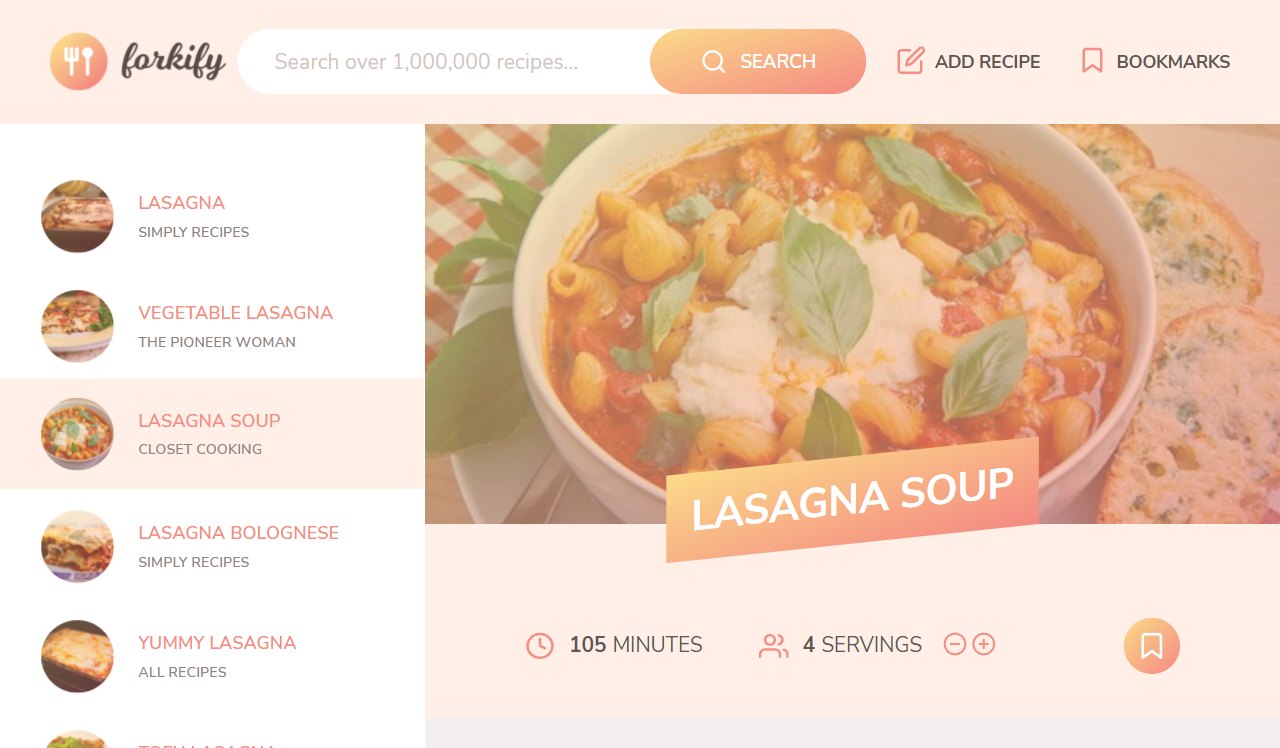 forkify
Search over 1,000,000 recipes...
SEARCH
ADD RECIPE
BOOKMARKS
LASAGNA
SIMPLY RECIPES
VEGETABLE LASAGNA
THE PIONEER WOMAN
LASAGNA SOUP
CLOSET COOKING
LASAGNA BOLOGNESE
SIMPLY RECIPES
YUMMY LASAGNA
ALL RECIPES
LASAGNA SOUP
105 MINUTES
4 SERVINGS